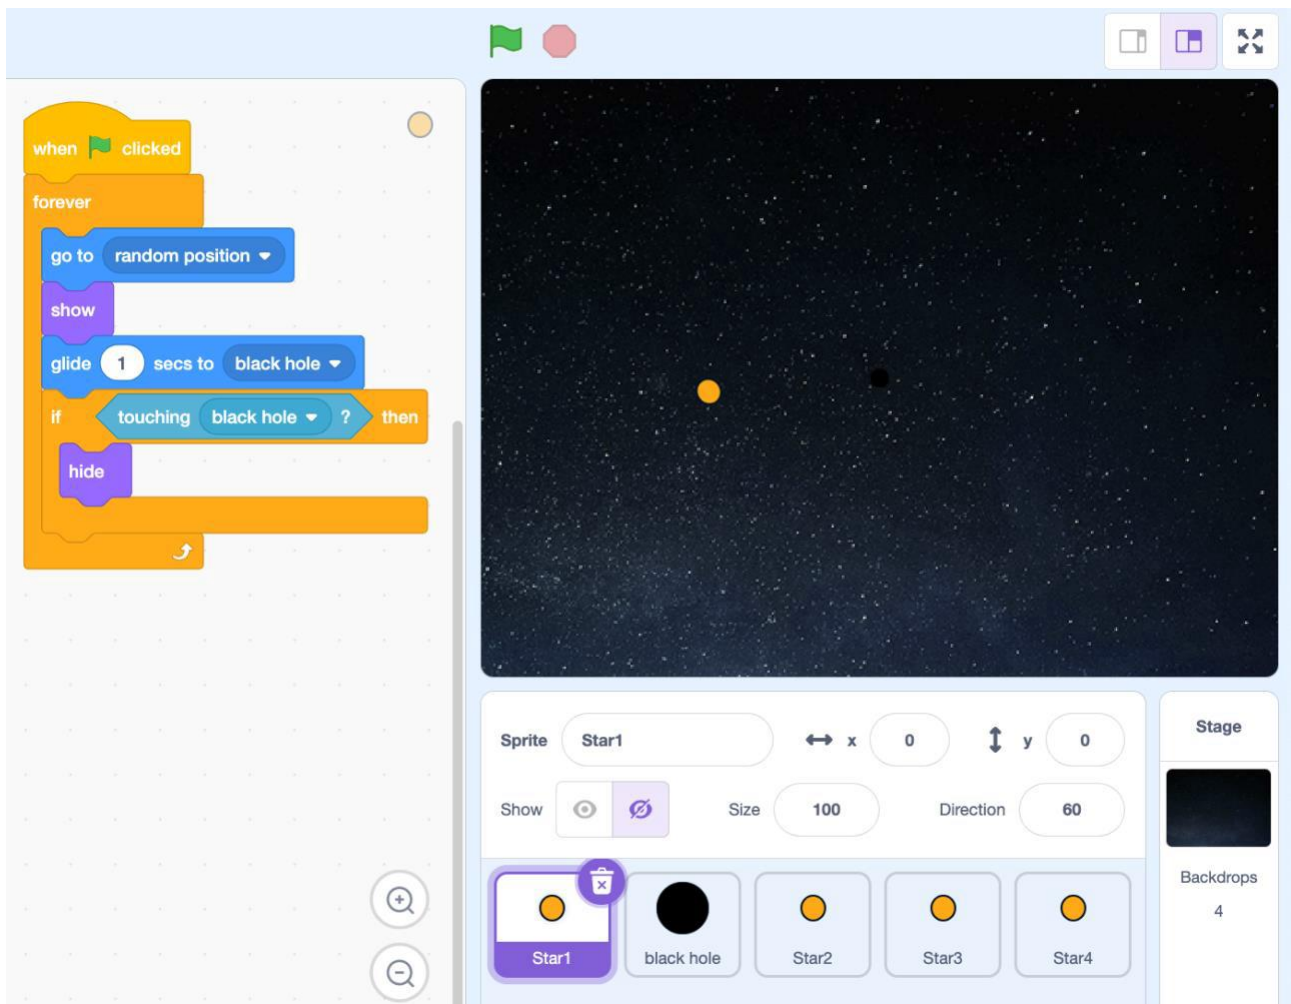 when clicked
forever
go to random position
show
glide 1 secs to black hole
if touching black hole ? then
hide
Sprite Star1 x 0 y 0
Show Size 100 Direction 60
Star1 black hole Star2 Star3 Star4
Stage
Backdrops
4